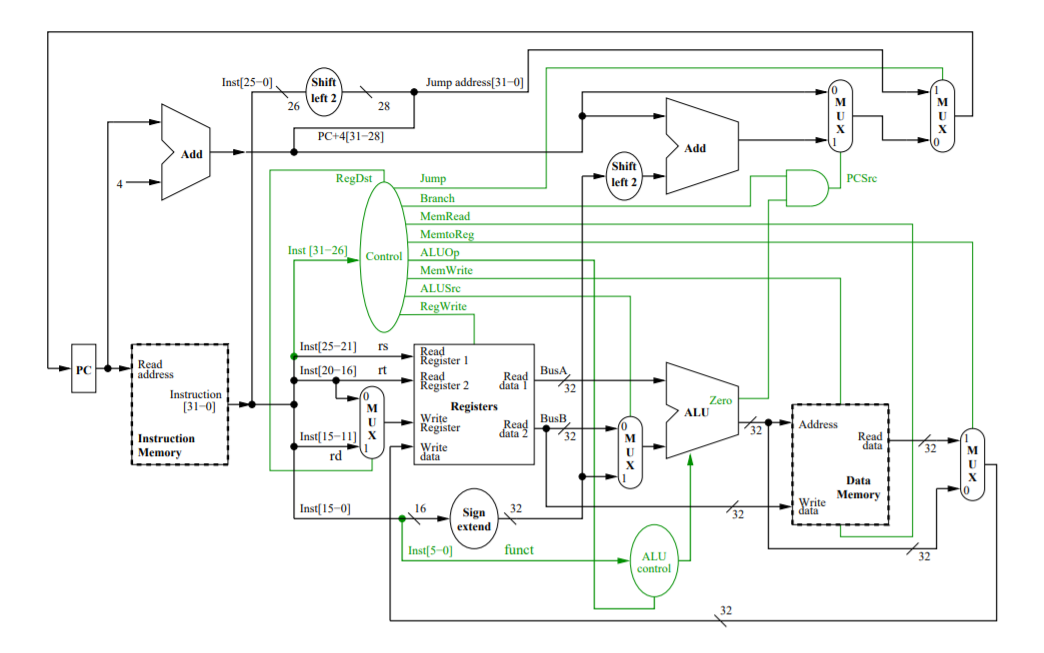 Inst[25−0]
26
Shift
left 2
28
Jump address[31−0]
PC+4[31−28]
Add
4
0
M
U
X
1
1
M
U
X
0
Add
Shift
left 2
PCSrc
RegDst
Jump
Branch
MemRead
MemtoReg
ALUOp
MemWrite
ALUSrc
RegWrite
Control
Inst [31−26]
PC
Read
address
Instruction
[31−0]
Instruction
Memory
Inst[25−21]
rs
Inst[20−16]
rt
Inst[15−11]
rd
0
M
U
X
1
Read
Register 1
Read
Register 2
Write
Register
Write
data
Registers
Read
data 1
Read
data 2
BusA
32
BusB
32
0
M
U
X
1
Zero
ALU
32
Address
Read
data
Data
Memory
Write
data
32
32
1
M
U
X
0
32
Inst[15−0]
16
Sign
extend
32
Inst[5−0]
funct
ALU
control
32